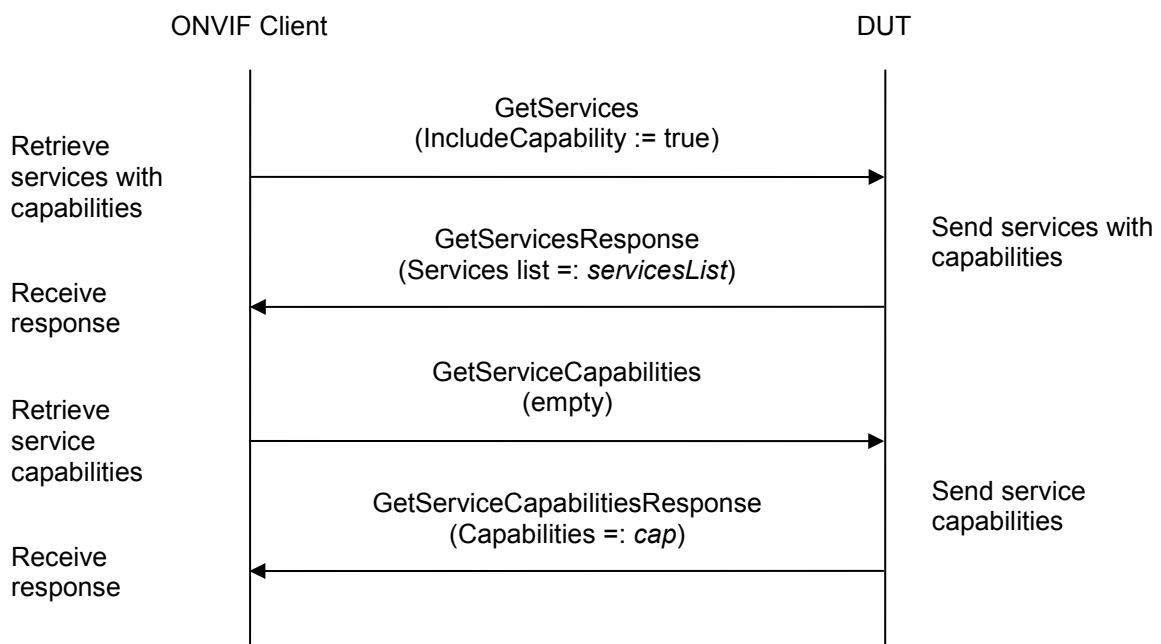 ONVIF Client
DUT
GetServices
(IncludeCapability := true)
Retrieve
services with
capabilities
Send services with
capabilities
GetServicesResponse
(Services list =: servicesList)
Receive
response
GetServiceCapabilities
(empty)
Retrieve
service
capabilities
Send service
capabilities
GetServiceCapabilitiesResponse
(Capabilities =: cap)
Receive
response